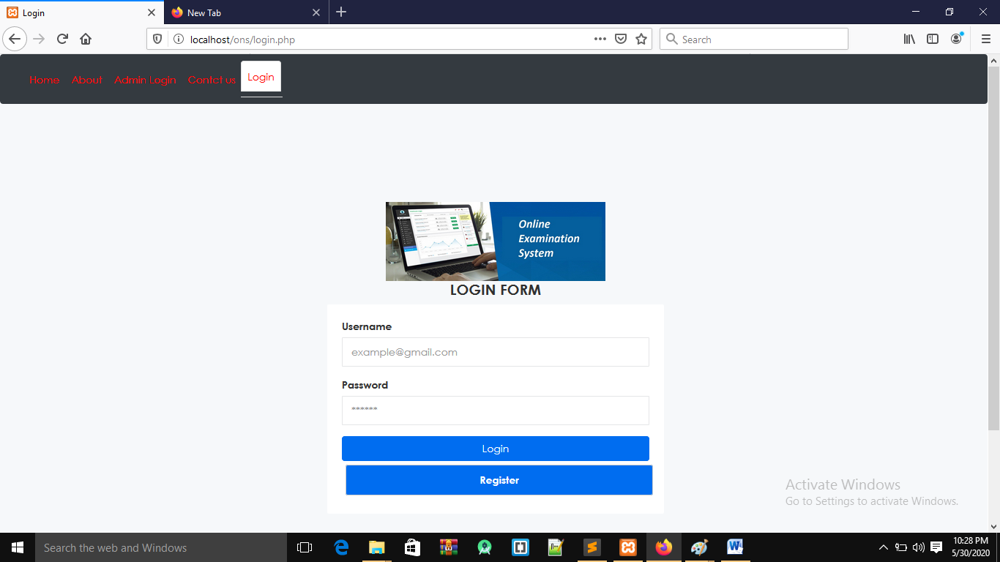 Login
New Tab
localhost/ons/login.php
Search
Home About Admin Login Contct us Login
Online
Examination
System
LOGIN FORM
Username
example@gmail.com
Password
******
Login
Register
Activate Windows
Go to Settings to activate Windows.
Search the web and Windows
10:28 PM
5/30/2020